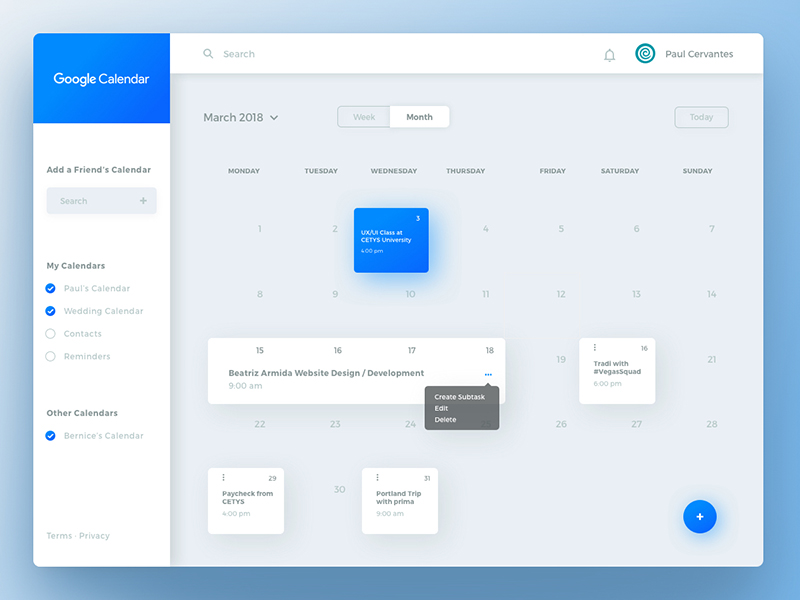 Google Calendar
Search
Paul Cervantes
Add a Friend's Calendar
Search +
My Calendars
Paul's Calendar
Wedding Calendar
Contacts
Reminders
Other Calendars
Bernice's Calendar
Terms · Privacy
March 2018
Week Month
Today
MONDAY TUESDAY WEDNESDAY THURSDAY FRIDAY SATURDAY SUNDAY
1 2 3 4 5 6 7
UX/UI Class at
CETYS University
4:00 pm
8 9 10 11 12 13 14
15 16 17 18 19 16 21
Beatriz Armida Website Design / Development
9:00 am
Tradi with
#VegasSquad
6:00 pm
Create Subtask
Edit
Delete
22 23 24 25 26 27 28
29 30 31
Paycheck from
CETYS
4:00 pm
Portland Trip
with prima
9:00 am
+